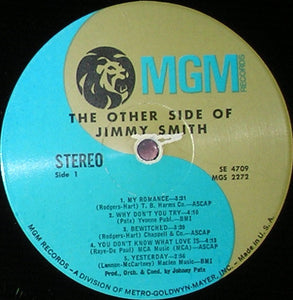 MGM
RECORDS
THE OTHER SIDE OF
JIMMY SMITH
STEREO
Side 1
SE 4709
MGS 2272
1. MY ROMANCE—3:21
(Rodgers-Hart) T. B. Harms Co.—ASCAP
2. WHY DON'T YOU TRY—4:10
(Pate) Yvonne Publ.—BMI
3. BEWITCHED—3:30
(Rodgers-Hart) Chappell & Co.—ASCAP
4. YOU DON'T KNOW WHAT LOVE IS—4:18
(Raye-De Paul) MCA Music (MCA)—ASCAP
5. YESTERDAY—2:56
(Lennon-McCartney) Maclen Music—BMI
Prod., Orch. & Cond. by Johnny Pate
MGM RECORDS—A DIVISION OF METRO-GOLDWYN-MAYER, INC.—Made in U.S.A.